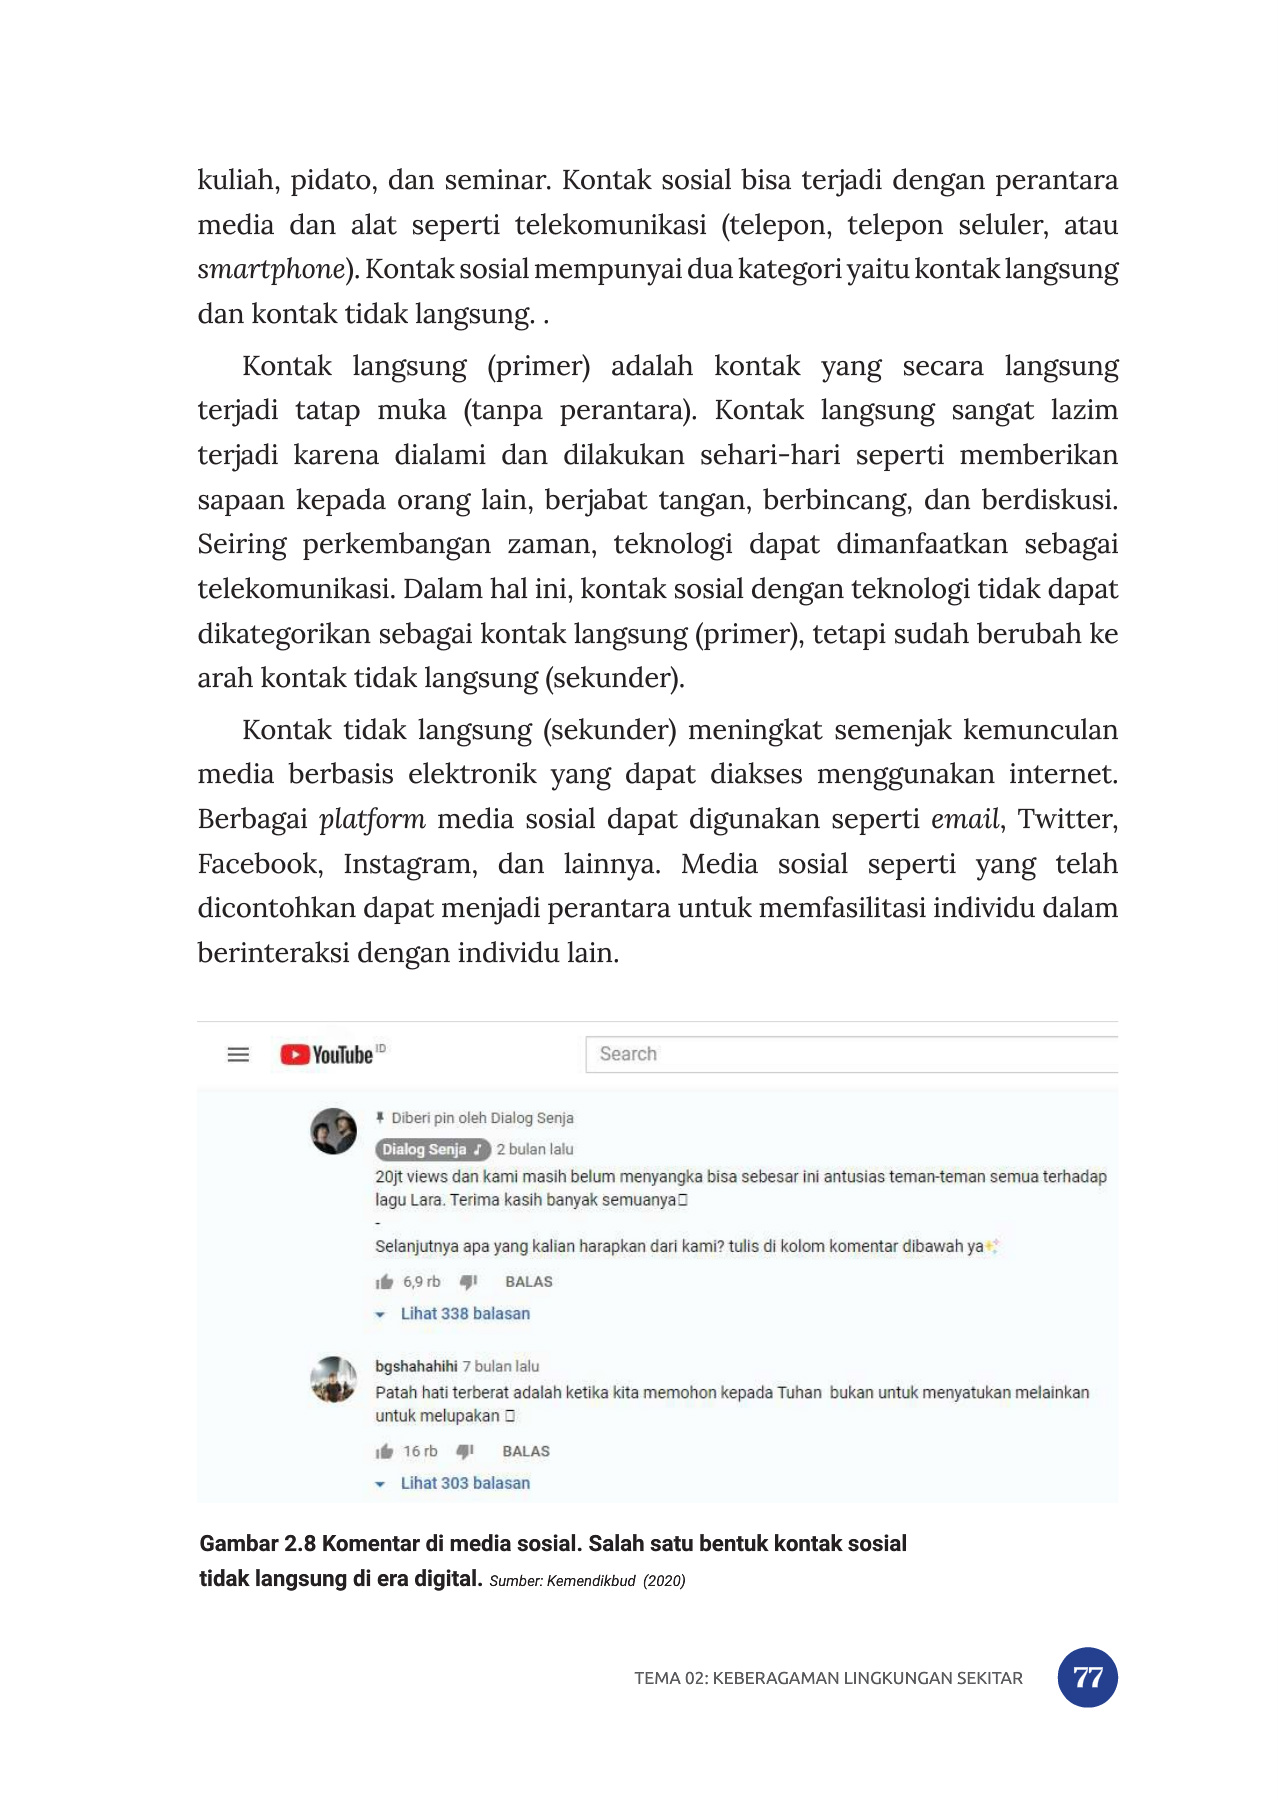 kuliah, pidato, dan seminar. Kontak sosial bisa terjadi dengan perantara
media dan alat seperti telekomunikasi (telepon, telepon seluler, atau
smartphone). Kontak sosial mempunyai dua kategori yaitu kontak langsung
dan kontak tidak langsung. .
Kontak langsung (primer) adalah kontak yang secara langsung
terjadi tatap muka (tanpa perantara). Kontak langsung sangat lazim
terjadi karena dialami dan dilakukan sehari-hari seperti memberikan
sapaan kepada orang lain, berjabat tangan, berbincang, dan berdiskusi.
Seiring perkembangan zaman, teknologi dapat dimanfaatkan sebagai
telekomunikasi. Dalam hal ini, kontak sosial dengan teknologi tidak dapat
dikategorikan sebagai kontak langsung (primer), tetapi sudah berubah ke
arah kontak tidak langsung (sekunder).
Kontak tidak langsung (sekunder) meningkat semenjak kemunculan
media berbasis elektronik yang dapat diakses menggunakan internet.
Berbagai platform media sosial dapat digunakan seperti email, Twitter,
Facebook, Instagram, dan lainnya. Media sosial seperti yang telah
dicontohkan dapat menjadi perantara untuk memfasilitasi individu dalam
berinteraksi dengan individu lain.
YouTube ID
Search
Diberi pin oleh Dialog Senja
Dialog Senja ♪ 2 bulan lalu
20jt views dan kami masih belum menyangka bisa sebesar ini antusias teman-teman semua terhadap
lagu Lara. Terima kasih banyak semuanya
-
Selanjutnya apa yang kalian harapkan dari kami? tulis di kolom komentar dibawah ya✨
6,9 rb BALAS
Lihat 338 balasan
bgshahahihi 7 bulan lalu
Patah hati terberat adalah ketika kita memohon kepada Tuhan bukan untuk menyatukan melainkan
untuk melupakan
16 rb BALAS
Lihat 303 balasan
Gambar 2.8 Komentar di media sosial. Salah satu bentuk kontak sosial
tidak langsung di era digital. Sumber: Kemendikbud (2020)
TEMA 02: KEBERAGAMAN LINGKUNGAN SEKITAR 77